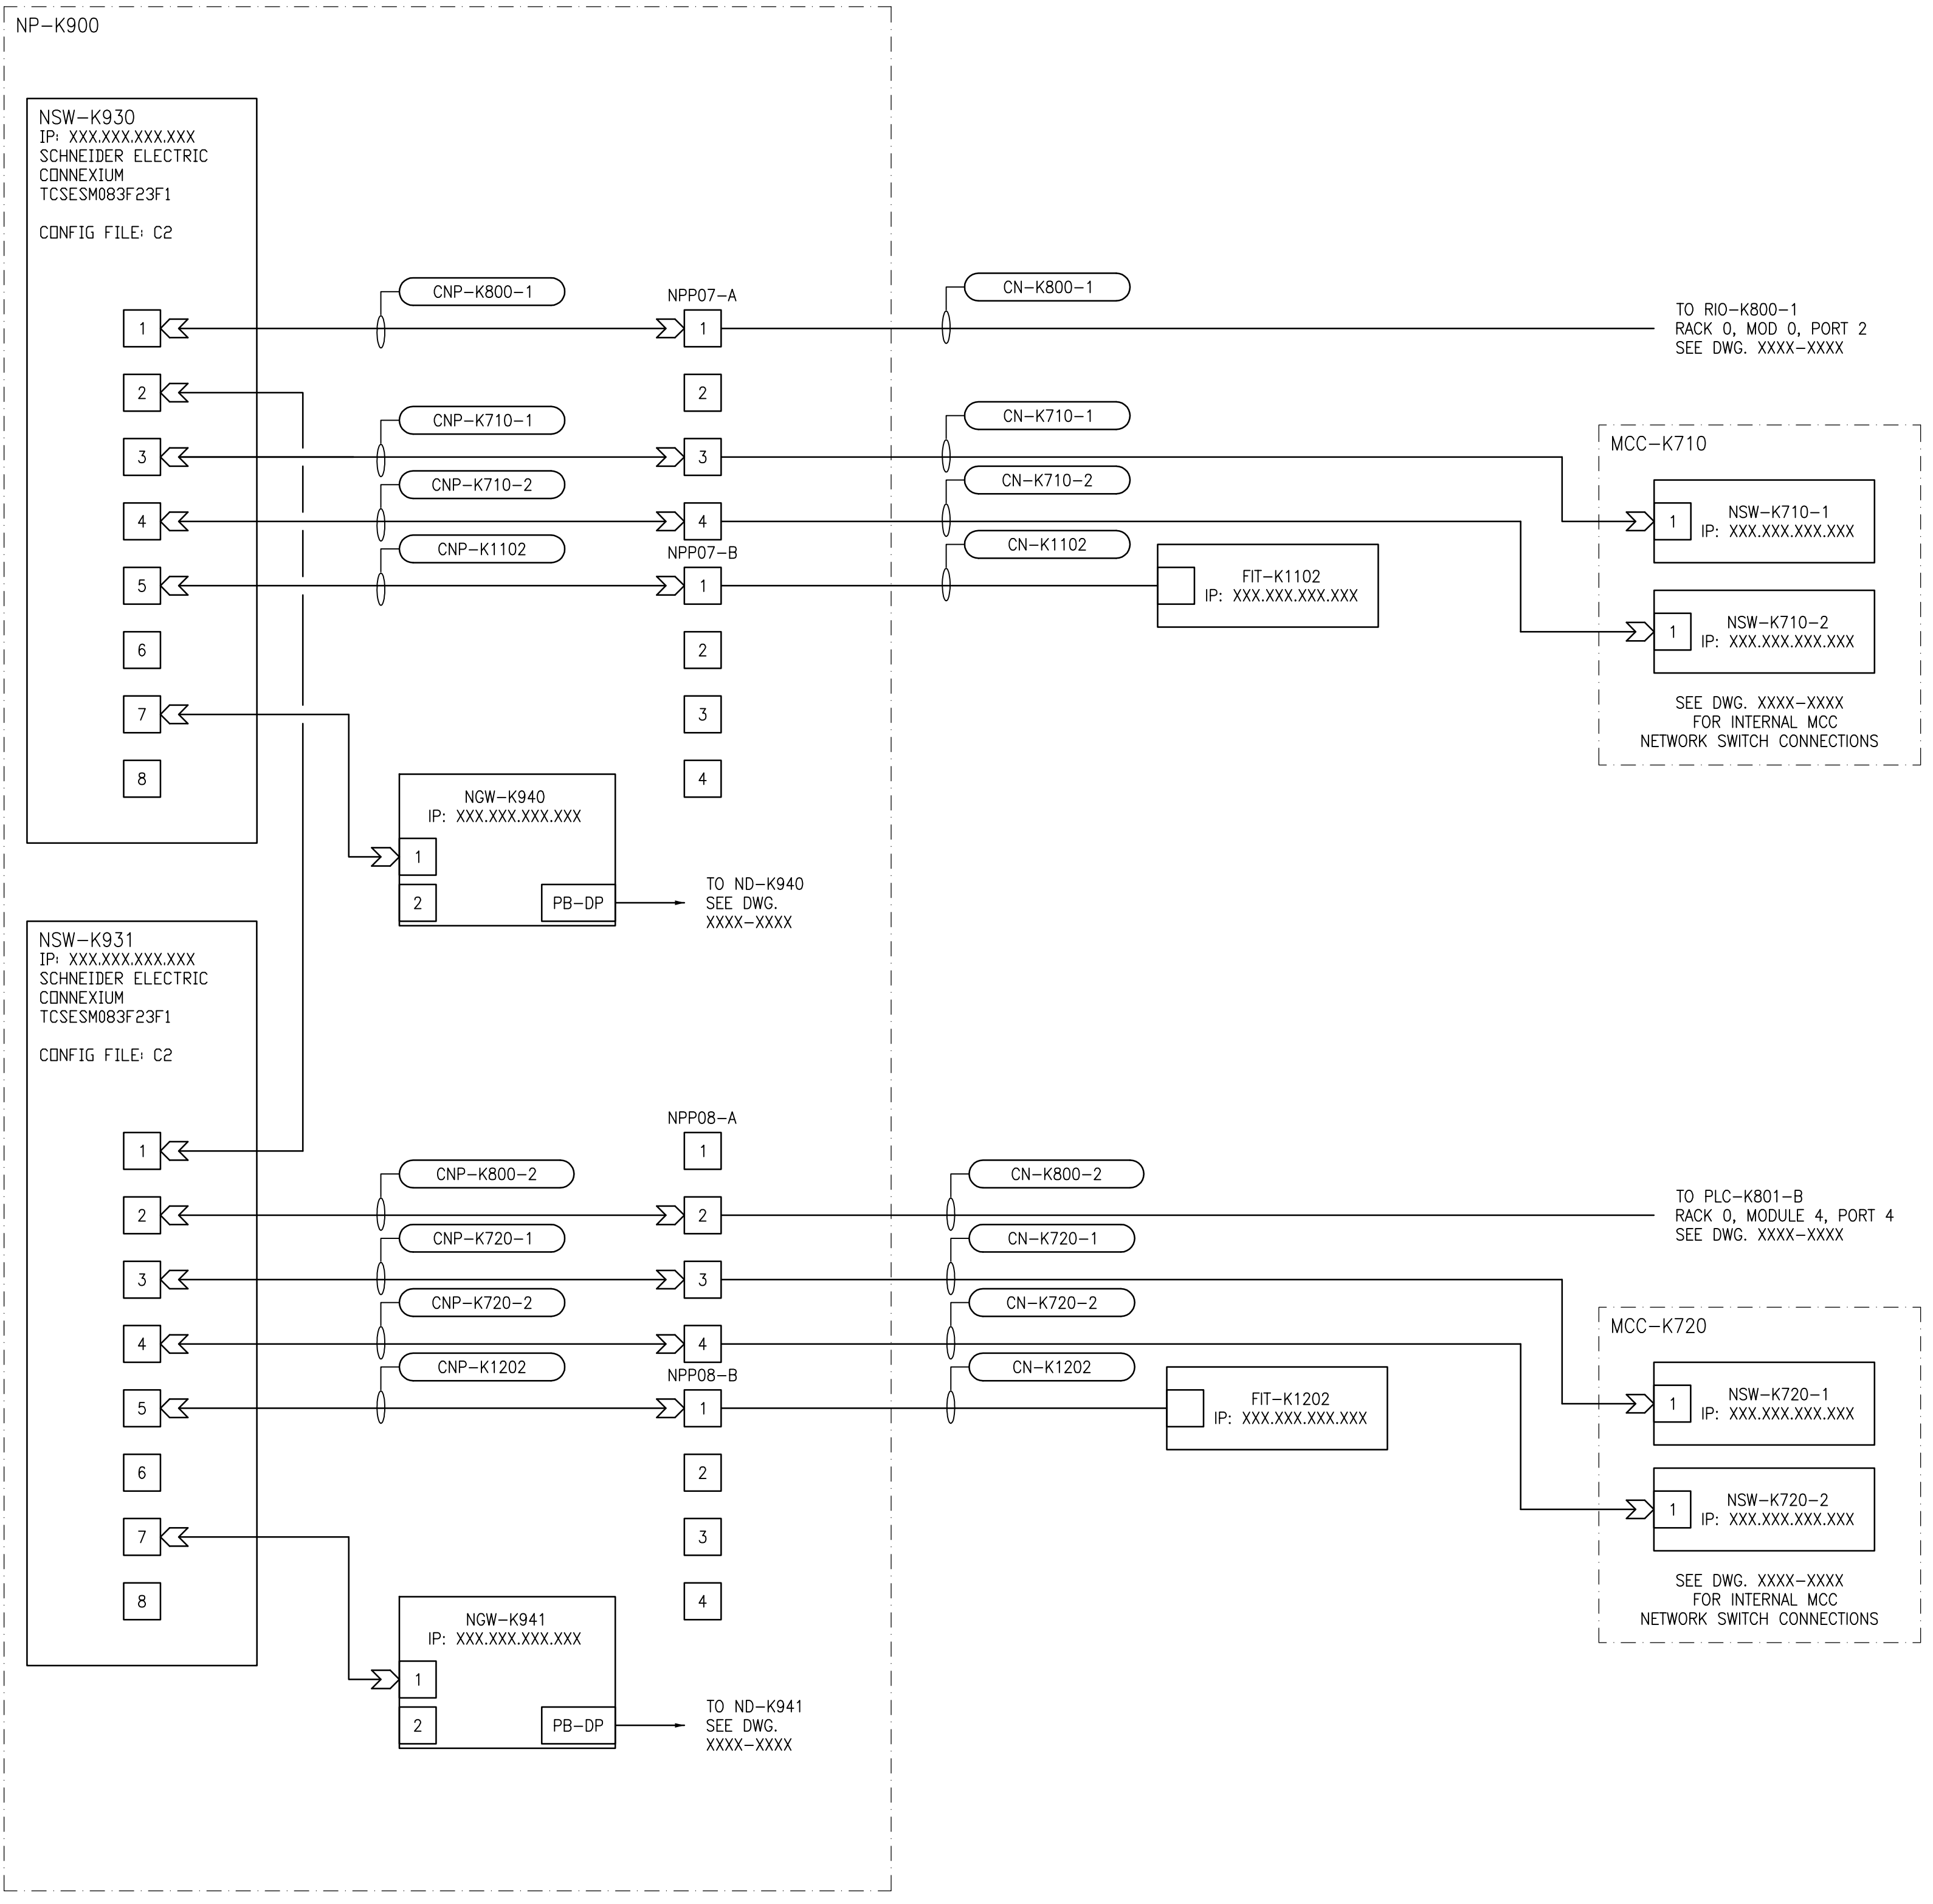 NP-K900
NSW-K930
IP: XXX.XXX.XXX.XXX
SCHNEIDER ELECTRIC
CONNEXIUM
TCSESM083F23F1
CONFIG FILE: C2
CNP-K800-1
NPP07-A
CN-K800-1
TO RIO-K800-1
RACK 0, MOD 0, PORT 2
SEE DWG. XXXX-XXXX
1
1
2
2
CNP-K710-1
CN-K710-1
3
3
MCC-K710
CNP-K710-2
CN-K710-2
4
4
NSW-K710-1
IP: XXX.XXX.XXX.XXX
1
CNP-K1102
NPP07-B
CN-K1102
5
1
FIT-K1102
IP: XXX.XXX.XXX.XXX
NSW-K710-2
IP: XXX.XXX.XXX.XXX
1
6
2
SEE DWG. XXXX-XXXX
FOR INTERNAL MCC
NETWORK SWITCH CONNECTIONS
7
3
8
4
NGW-K940
IP: XXX.XXX.XXX.XXX
1
2
PB-DP
TO ND-K940
SEE DWG.
XXXX-XXXX
NSW-K931
IP: XXX.XXX.XXX.XXX
SCHNEIDER ELECTRIC
CONNEXIUM
TCSESM083F23F1
CONFIG FILE: C2
NPP08-A
1
1
CNP-K800-2
CN-K800-2
TO PLC-K801-B
RACK 0, MODULE 4, PORT 4
SEE DWG. XXXX-XXXX
2
2
CNP-K720-1
CN-K720-1
3
3
CNP-K720-2
CN-K720-2
MCC-K720
4
4
CNP-K1202
NPP08-B
CN-K1202
NSW-K720-1
IP: XXX.XXX.XXX.XXX
1
5
1
FIT-K1202
IP: XXX.XXX.XXX.XXX
6
2
NSW-K720-2
IP: XXX.XXX.XXX.XXX
1
7
3
SEE DWG. XXXX-XXXX
FOR INTERNAL MCC
NETWORK SWITCH CONNECTIONS
8
4
NGW-K941
IP: XXX.XXX.XXX.XXX
1
2
PB-DP
TO ND-K941
SEE DWG.
XXXX-XXXX